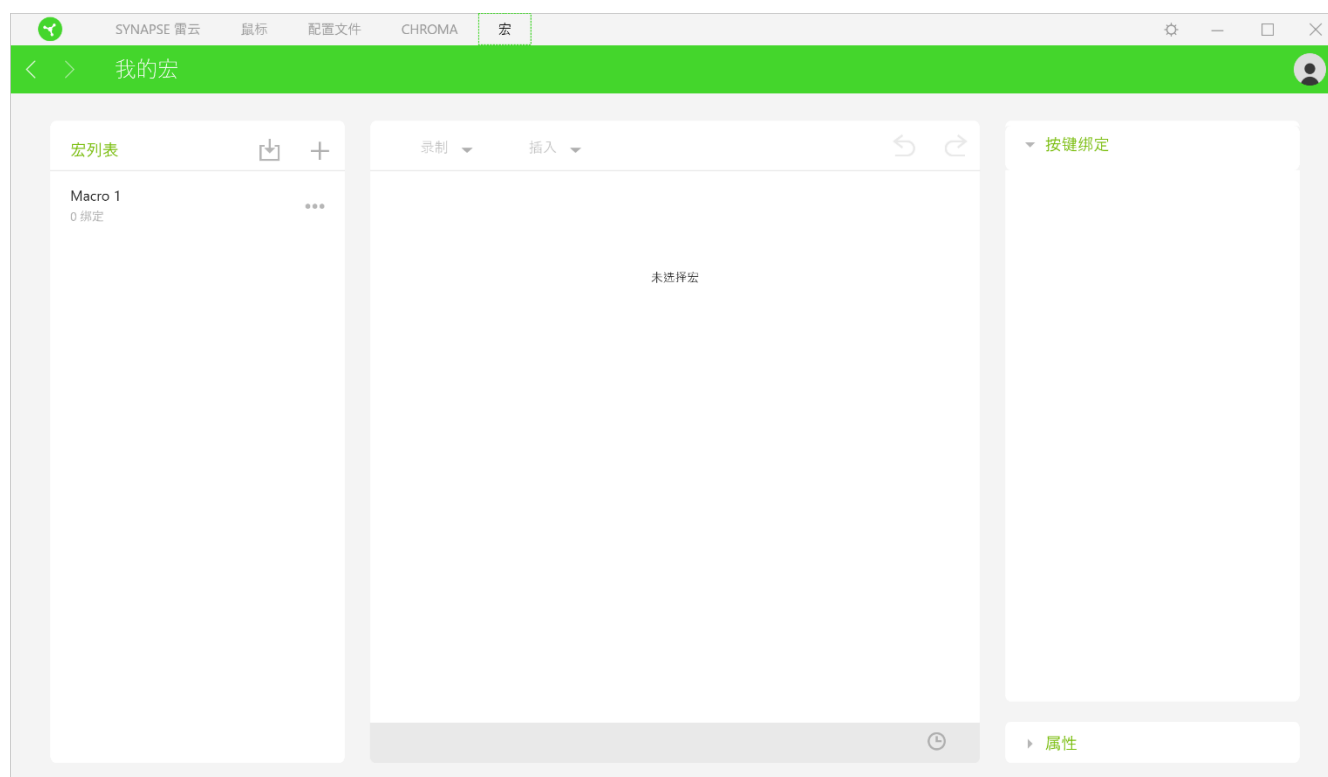 SYNAPSE 雷云 鼠标 配置文件 CHROMA 宏
我的宏
宏列表
录制 插入
按键绑定
Macro 1
0 绑定
未选择宏
属性